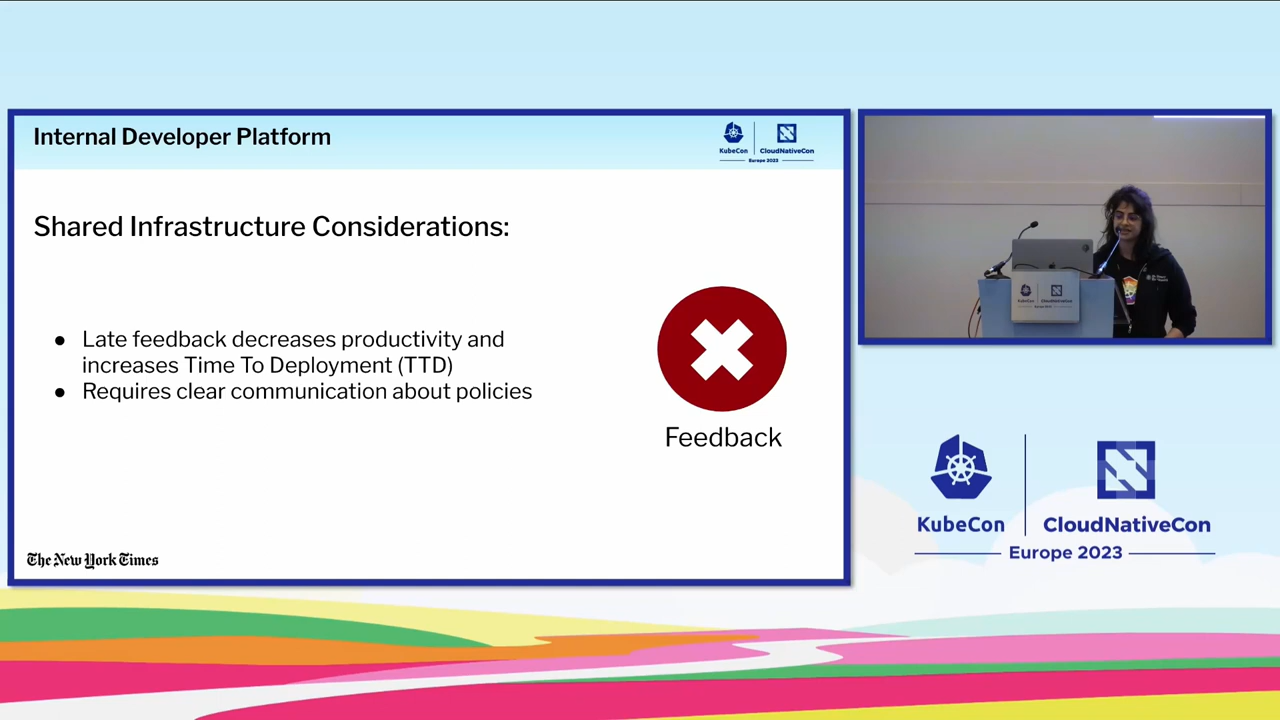 Internal Developer Platform
KubeCon
CloudNativeCon
Europe 2023
Shared Infrastructure Considerations:
● Late feedback decreases productivity and
increases Time To Deployment (TTD)
● Requires clear communication about policies
Feedback
The New York Times
KubeCon
CloudNativeCon
Europe 2023